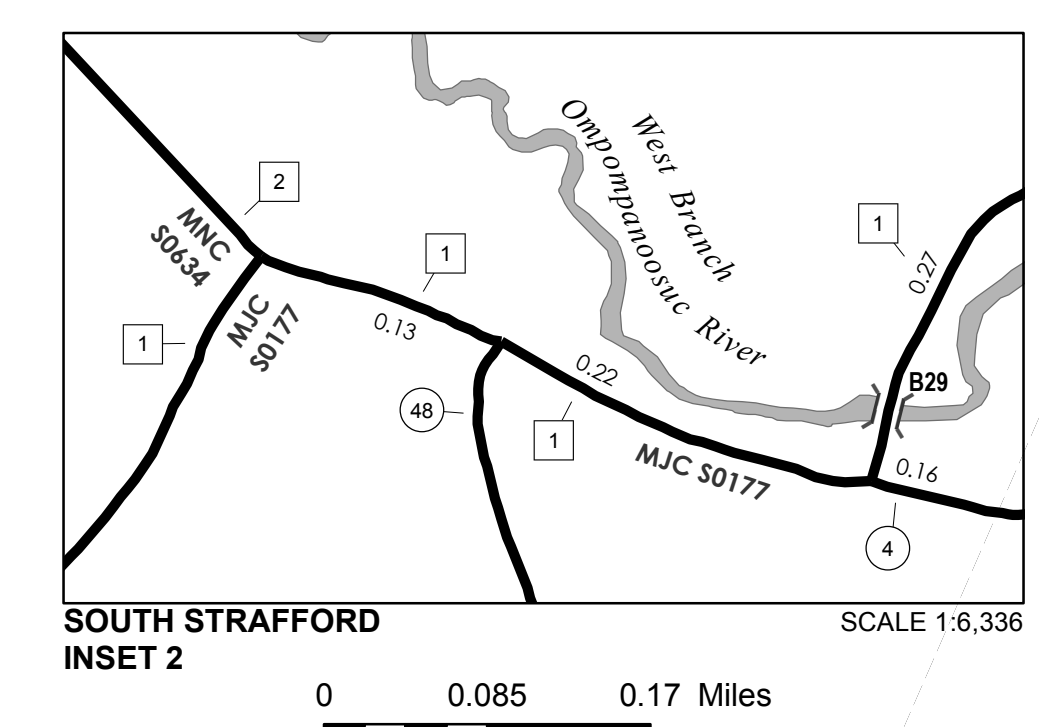 2
MNC
S0634
1
MJC
S0177
1
1
0.13
48
0.22
1
MJC S0177
West Branch
Ompompanoosuc River
1
0.27
B29
0.16
4
SOUTH STRAFFORD
INSET 2
SCALE 1:6,336
0 0.085 0.17 Miles